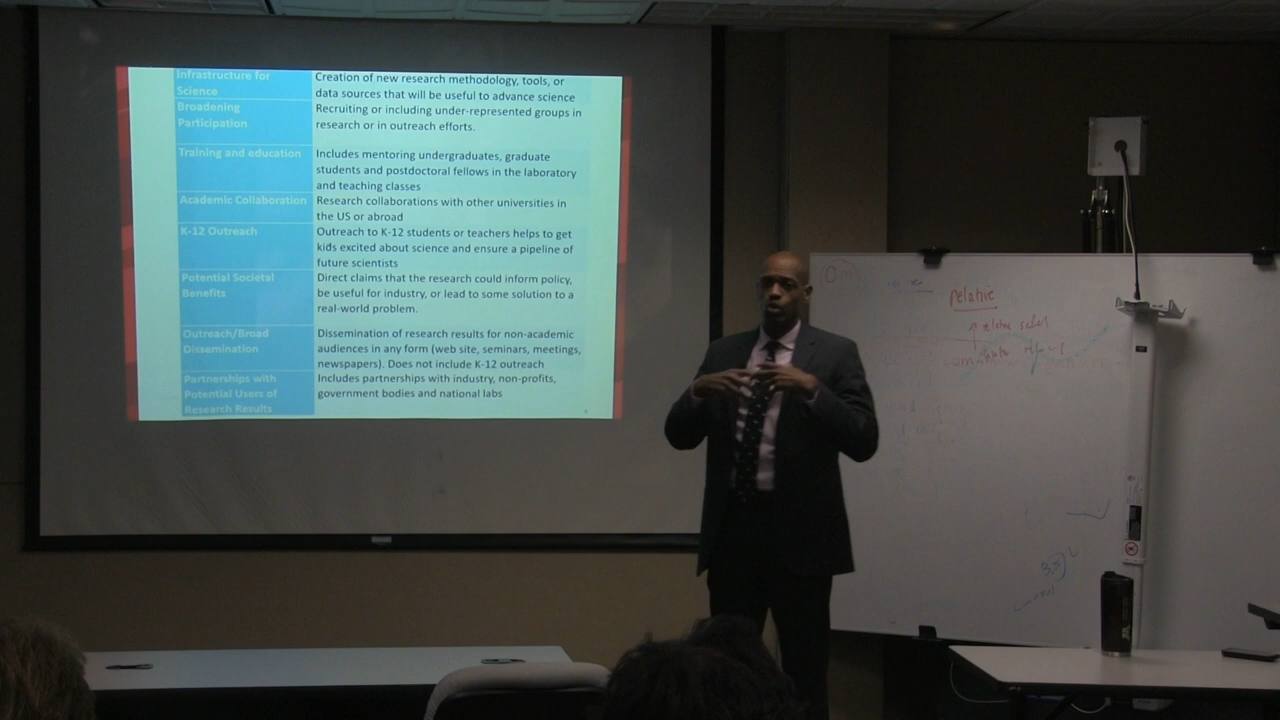 Infrastructure for
Science
Creation of new research methodology, tools, or
data sources that will be useful to advance science
Broadening
Participation
Recruiting or including under-represented groups in
research or in outreach efforts.
Training and education
Includes mentoring undergraduates, graduate
students and postdoctoral fellows in the laboratory
and teaching classes
Academic Collaboration
Research collaborations with other universities in
the US or abroad
K-12 Outreach
Outreach to K-12 students or teachers helps to get
kids excited about science and ensure a pipeline of
future scientists
Potential Societal
Benefits
Direct claims that the research could inform policy,
be useful for industry, or lead to some solution to a
real-world problem.
Outreach/Broad
Dissemination
Dissemination of research results for non-academic
audiences in any form (web site, seminars, meetings,
newspapers). Does not include K-12 outreach
Partnerships with
Potential Users of
Research Results
Includes partnerships with industry, non-profits,
government bodies and national labs
relative